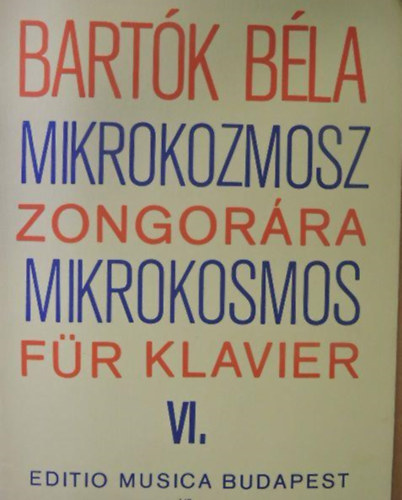 BARTÓK BÉLA
MIKROKOZMOSZ
ZONGORÁRA
MIKROKOSMOS
FÜR KLAVIER
VI.
EDITIO MUSICA BUDAPEST